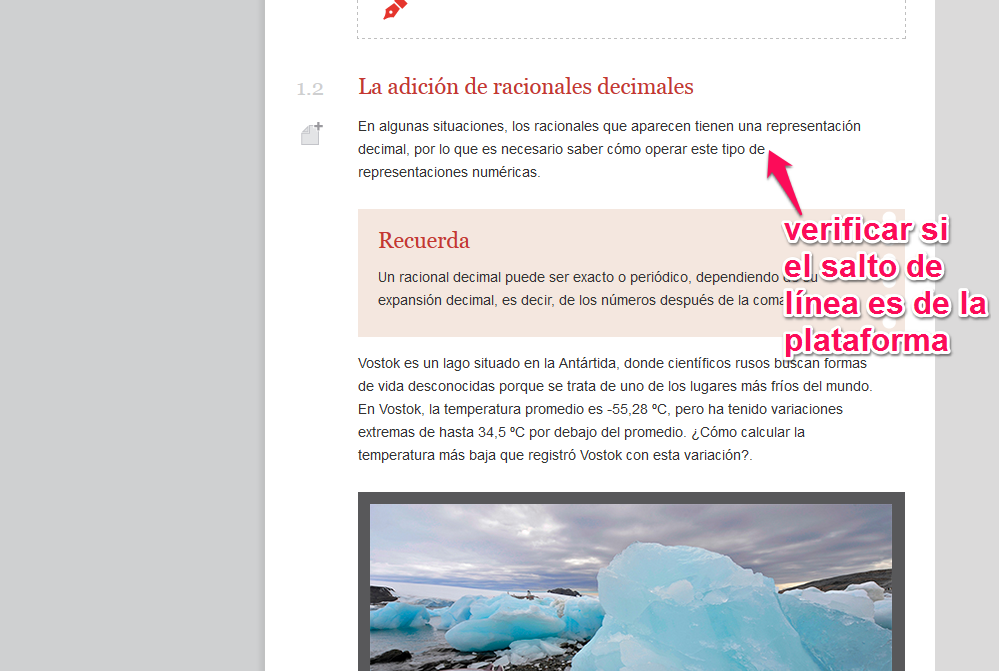 1.2
La adición de racionales decimales
En algunas situaciones, los racionales que aparecen tienen una representación
decimal, por lo que es necesario saber cómo operar este tipo de
representaciones numéricas.
verificar si
el salto de
línea es de la
plataforma
Recuerda
Un racional decimal puede ser exacto o periódico, dependiendo de su
expansión decimal, es decir, de los números después de la coma
Vostok es un lago situado en la Antártida, donde científicos rusos buscan formas
de vida desconocidas porque se trata de uno de los lugares más fríos del mundo.
En Vostok, la temperatura promedio es -55,28 ºC, pero ha tenido variaciones
extremas de hasta 34,5 ºC por debajo del promedio. ¿Cómo calcular la
temperatura más baja que registró Vostok con esta variación?.